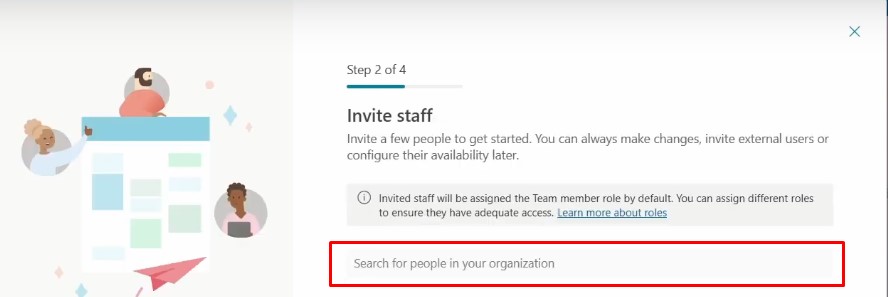 Step 2 of 4
Invite staff
Invite a few people to get started. You can always make changes, invite external users or
configure their availability later.
Invited staff will be assigned the Team member role by default. You can assign different roles
to ensure they have adequate access. Learn more about roles
Search for people in your organization